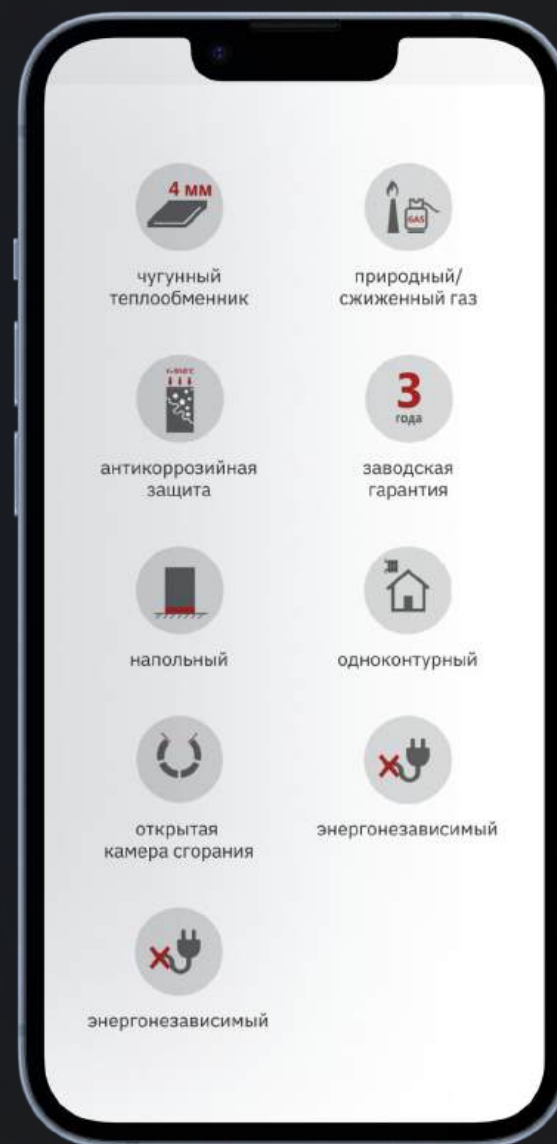 4 мм
GAS
чугунный
теплообменник
природный/
сжиженный газ
3
года
антикоррозийная
защита
заводская
гарантия
напольный
одноконтурный
открытая
камера сгорания
энергонезависимый
энергонезависимый